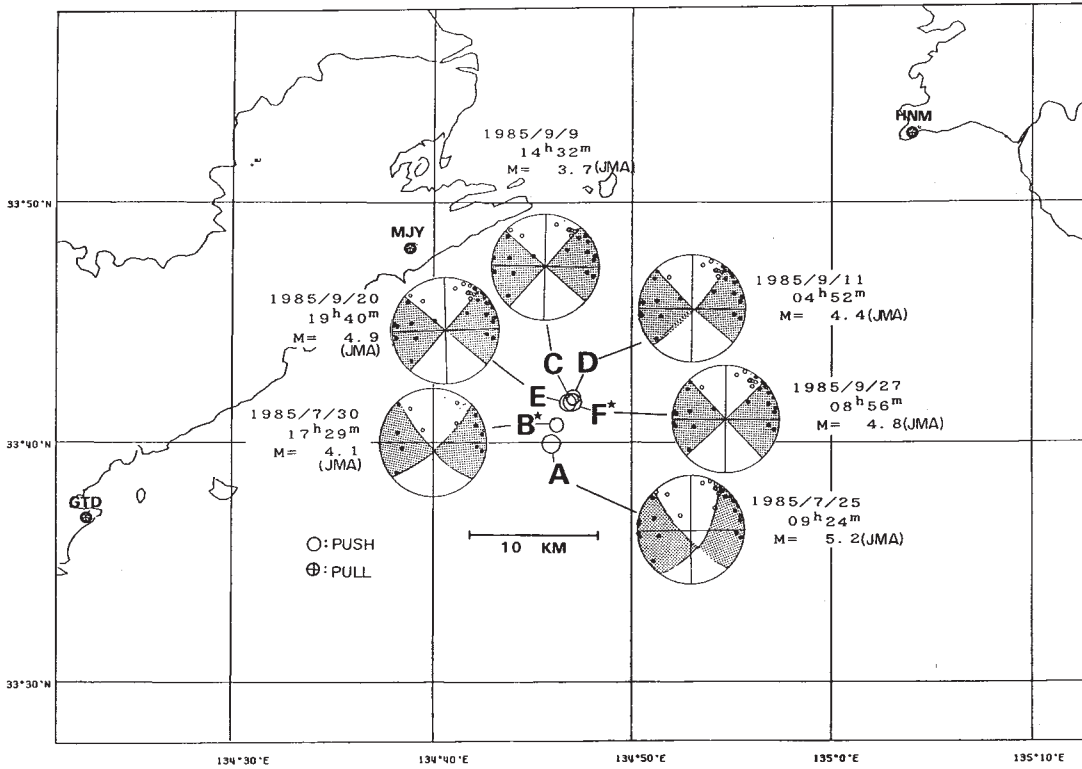 HNM
1985/9/9
14ʰ32ᵐ
M= 3.7(JMA)
33°50'N
MJY
1985/9/11
04ʰ52ᵐ
M= 4.4(JMA)
1985/9/20
19ʰ40ᵐ
M= 4.9
(JMA)
C D
E
F*
B*
A
1985/9/27
08ʰ56ᵐ
M= 4.8(JMA)
1985/7/30
17ʰ29ᵐ
M= 4.1
(JMA)
33°40'N
GTD
1985/7/25
09ʰ24ᵐ
M= 5.2(JMA)
○:PUSH
⊕:PULL
10 KM
33°30'N
134°30'E 134°40'E 134°50'E 135°0'E 135°10'E